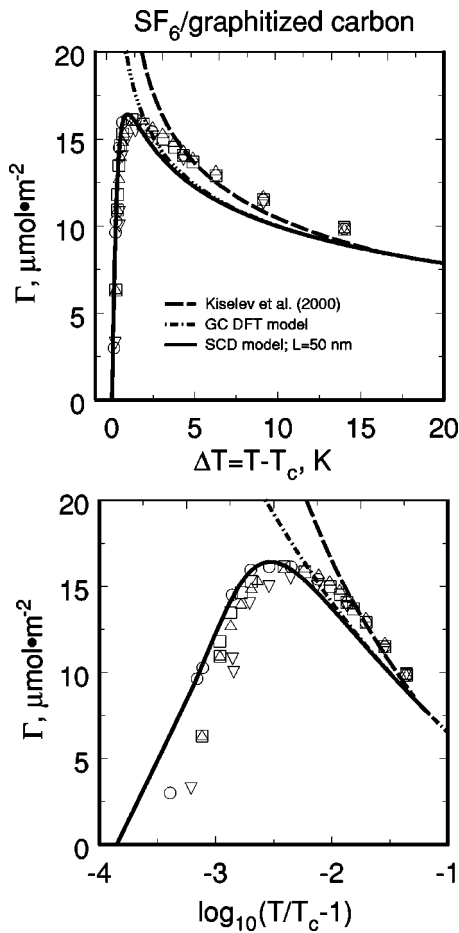 SF₆/graphitized carbon
20
15
10
5
0
Γ, μmol•m⁻²
Kiselev et al. (2000)
GC DFT model
SCD model; L=50 nm
0 5 10 15 20
ΔT=T-T_c, K
20
15
10
5
0
Γ, μmol•m⁻²
-4 -3 -2 -1
log₁₀(T/T_c-1)